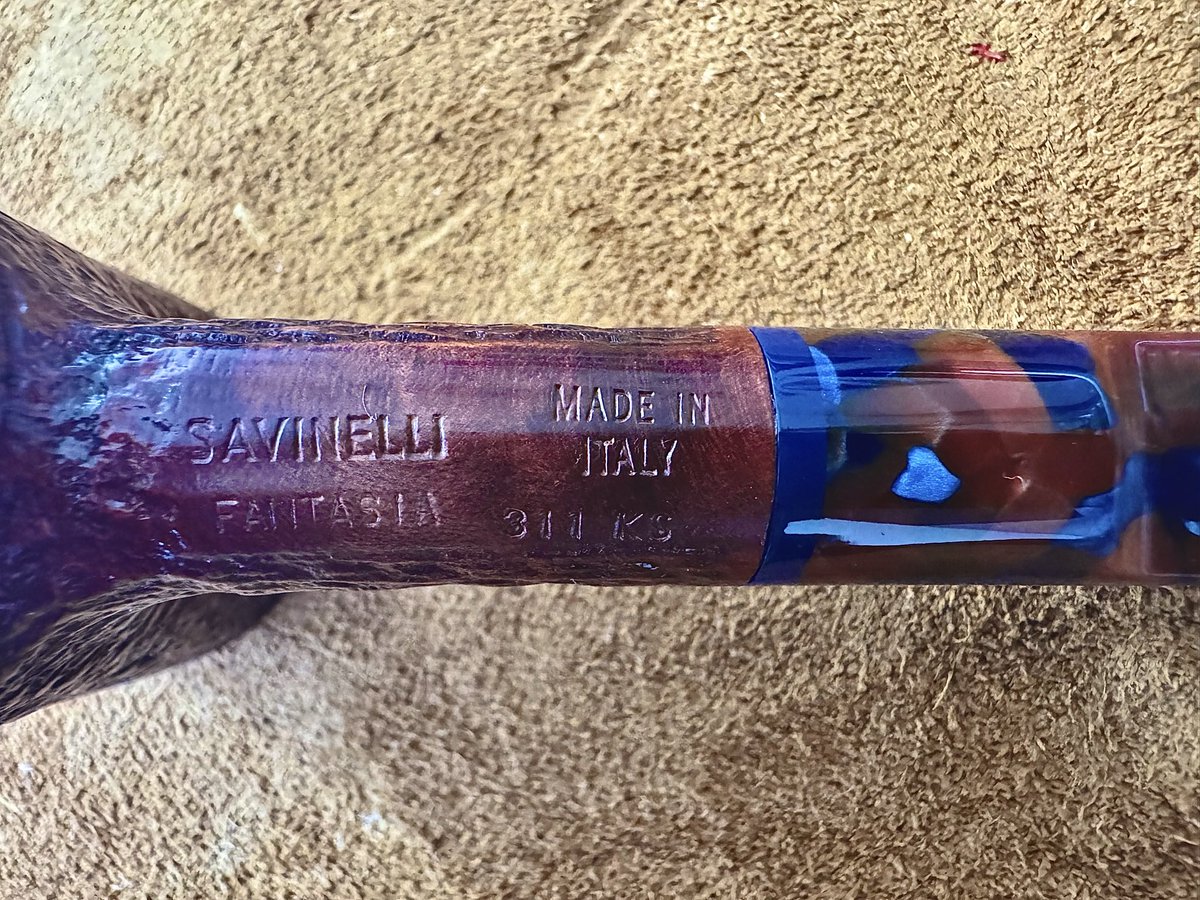 SAVINELLI
FANTASIA
MADE IN
ITALY
311 KS